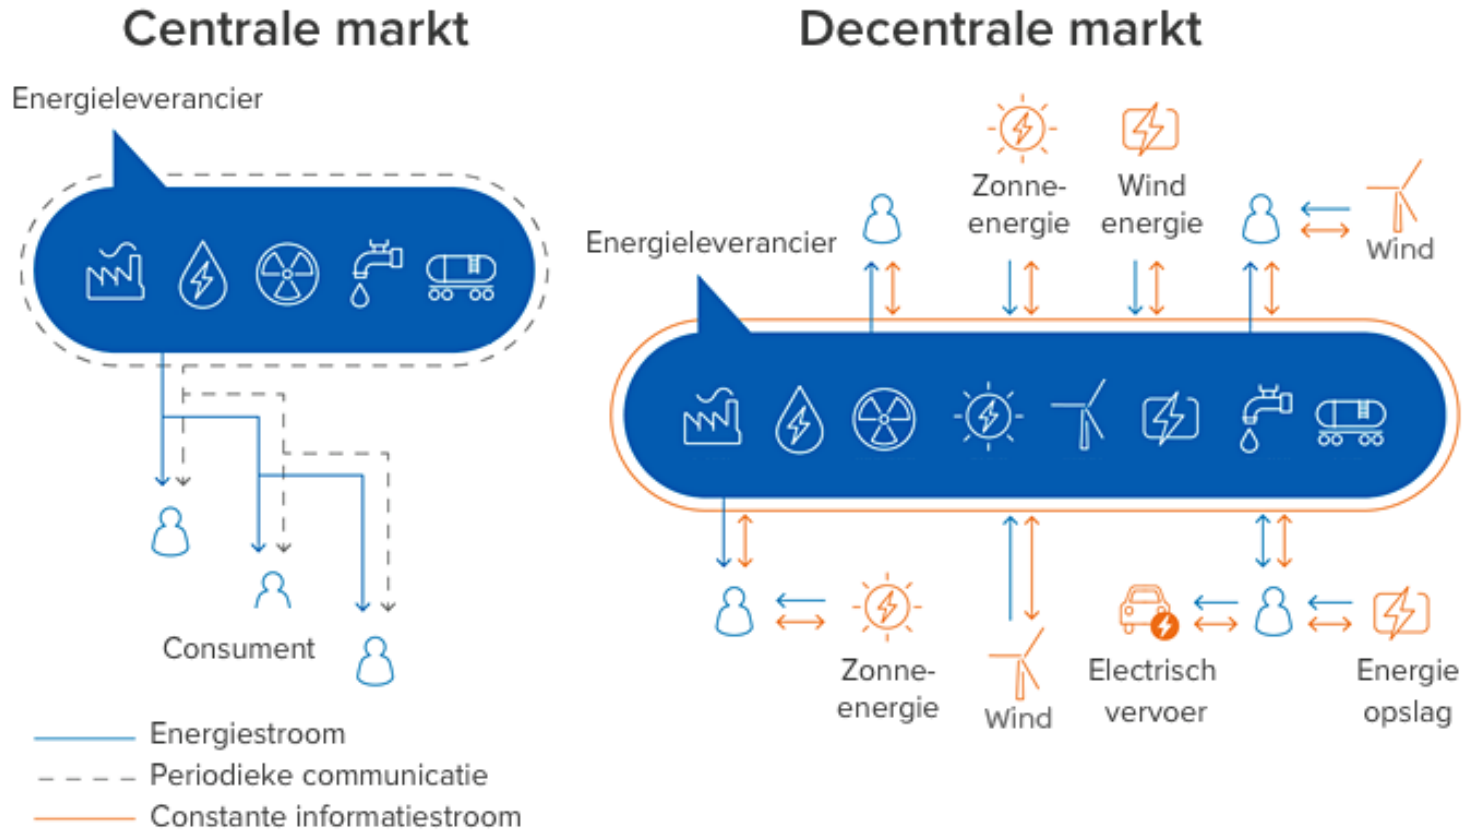 Centrale markt
Energieleverancier
Consument
Energiestroom
Periodieke communicatie
Constante informatiestroom
Decentrale markt
Energieleverancier
Zonne-
energie
Wind
energie
Wind
Zonne-
energie
Wind
Electrisch
vervoer
Energie
opslag